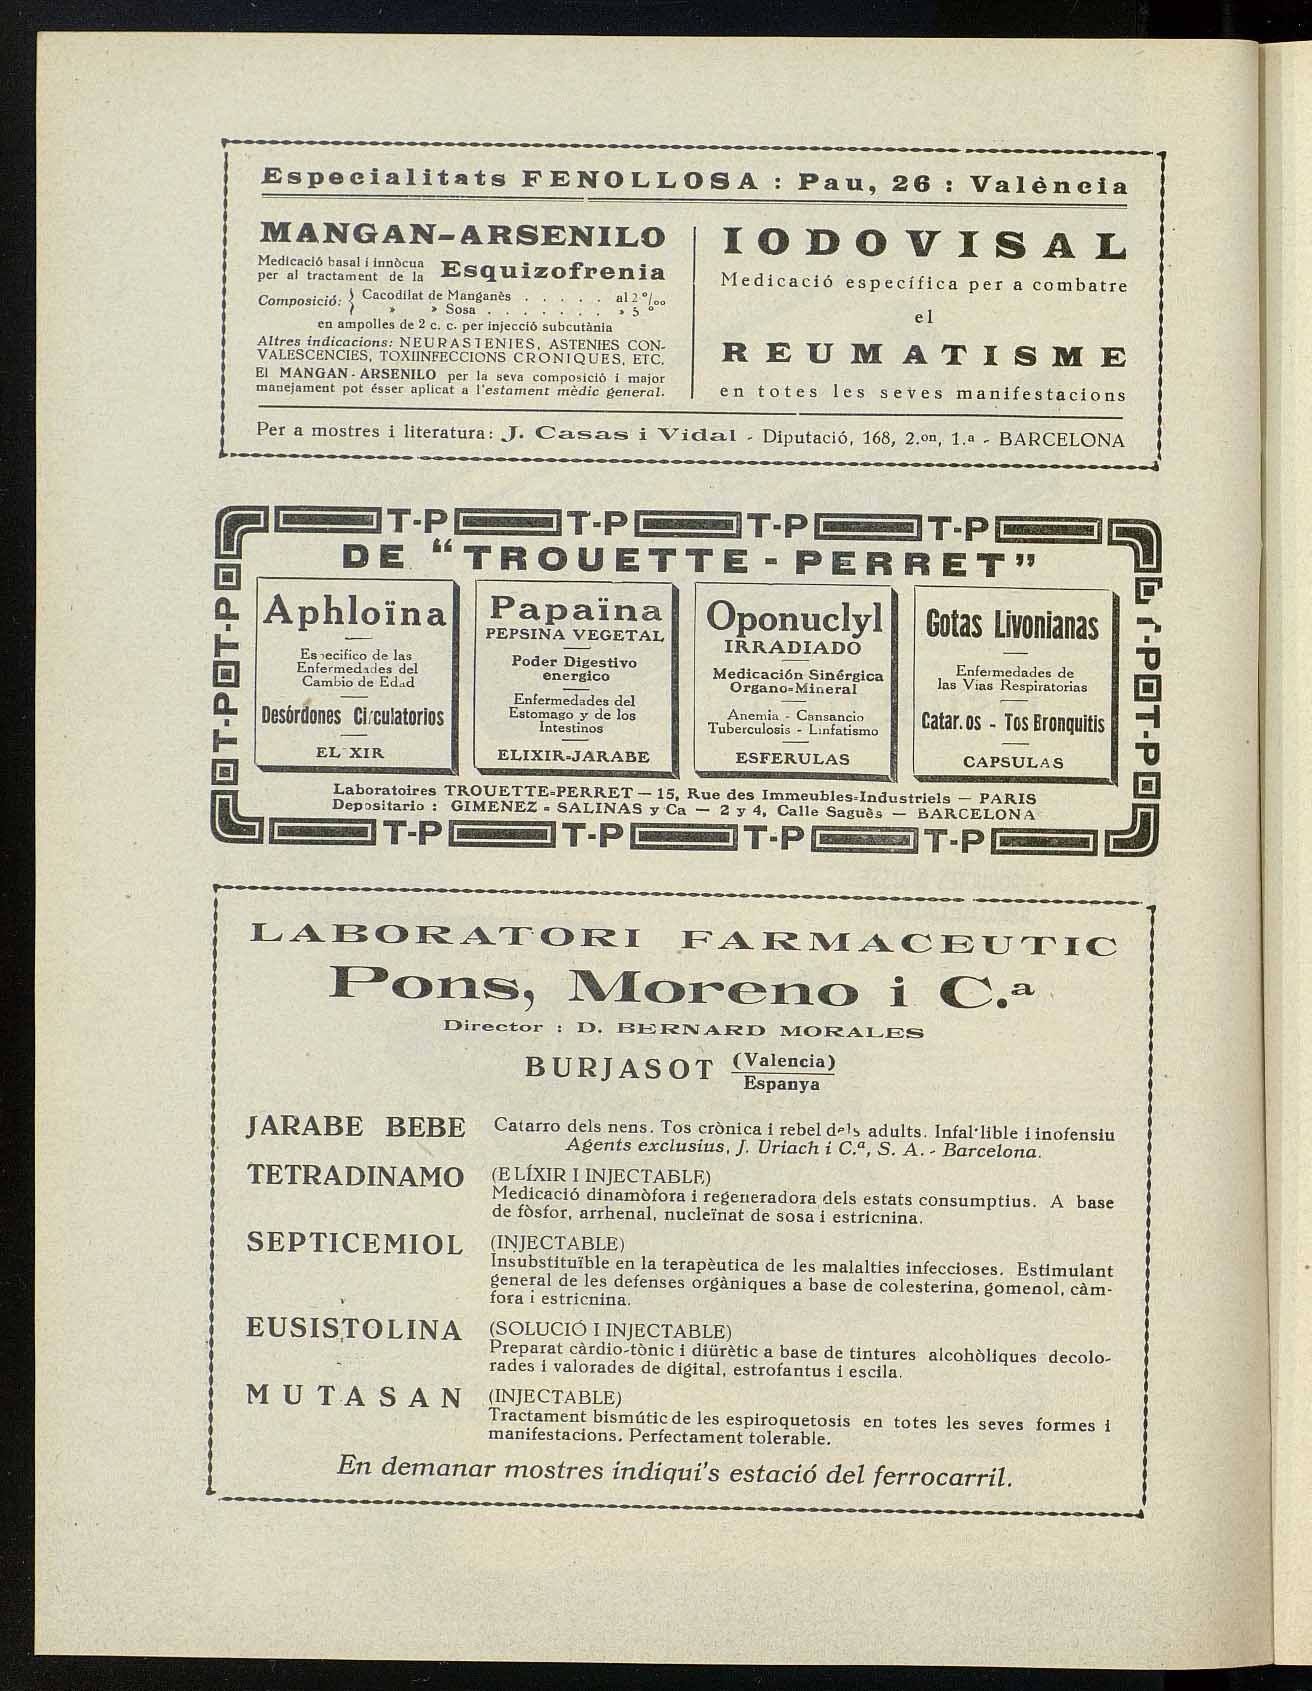 Especialitats FENOLLOSA : Pau, 26 : València
MANGAN-ARSENILO
Medicació basal i innòcua
per al tractament de la Esquizofrenia
Composició: Cacodilat de Manganès . . . . . al 2 º/₀₀
» » Sosa . . . . . . . » 5 º
en ampolles de 2 c. c. per injecció subcutània
Altres indicacions: NEURASTENIES, ASTENIES CON-
VALESCENCIES, TOXIINFECCIONS CRONIQUES, ETC.
El MANGAN-ARSENILO per la seva composició i major
manejament pot ésser aplicat a l'estament mèdic general.
IODOVISAL
Medicació específica per a combatre
el
REUMATISME
en totes les seves manifestacions
Per a mostres i literatura: J. Casas i Vidal - Diputació, 168, 2.on, 1.a - BARCELONA
T-P T-P T-P T-P
DE "TROUETTE-PERRET"
T-P T-P
T-P T-P
Aphloïna
Especifico de las
Enfermedades del
Cambio de Edad
Desórdones Circulatorios
ELIXIR
Papaïna
PEPSINA VEGETAL
Poder Digestivo
energico
Enfermedades del
Estomago y de los
Intestinos
ELIXIR-JARABE
Oponuclyl
IRRADIADO
Medicación Sinérgica
Organo-Mineral
Anemia - Cansancio
Tuberculosis - Linfatismo
ESFERULAS
Gotas Livonianas
Enfermedades de
las Vias Respiratorias
Catar.os - Tos Bronquitis
CAPSULAS
Laboratoires TROUETTE-PERRET — 15, Rue des Immeubles-Industriels — PARIS
Depositario : GIMENEZ - SALINAS y Ca — 2 y 4, Calle Saguès — BARCELONA
T-P T-P T-P T-P
LABORATORI FARMACEUTIC
Pons, Moreno i C.a
Director : D. BERNARD MORALES
BURJASOT (Valencia)
Espanya
JARABE BEBE Catarro dels nens. Tos crònica i rebel dels adults. Infal·lible i inofensiu
Agents exclusius, J. Uriach i C.a, S. A. - Barcelona.
TETRADINAMO (ELÍXIR I INJECTABLE)
Medicació dinamòfora i regeneradora dels estats consumptius. A base
de fòsfor, arrhenal, nucleïnat de sosa i estricnina.
SEPTICEMIOL (INJECTABLE)
Insubstituïble en la terapèutica de les malalties infeccioses. Estimulant
general de les defenses orgàniques a base de colesterina, gomenol, càm-
fora i estricnina.
EUSISTOLINA (SOLUCIÓ I INJECTABLE)
Preparat càrdio-tònic i diürètic a base de tintures alcohòliques decolo-
rades i valorades de digital, estrofantus i escila.
MUTASAN (INJECTABLE)
Tractament bismútic de les espiroquetosis en totes les seves formes i
manifestacions. Perfectament tolerable.
En demanar mostres indiqui's estació del ferrocarril.